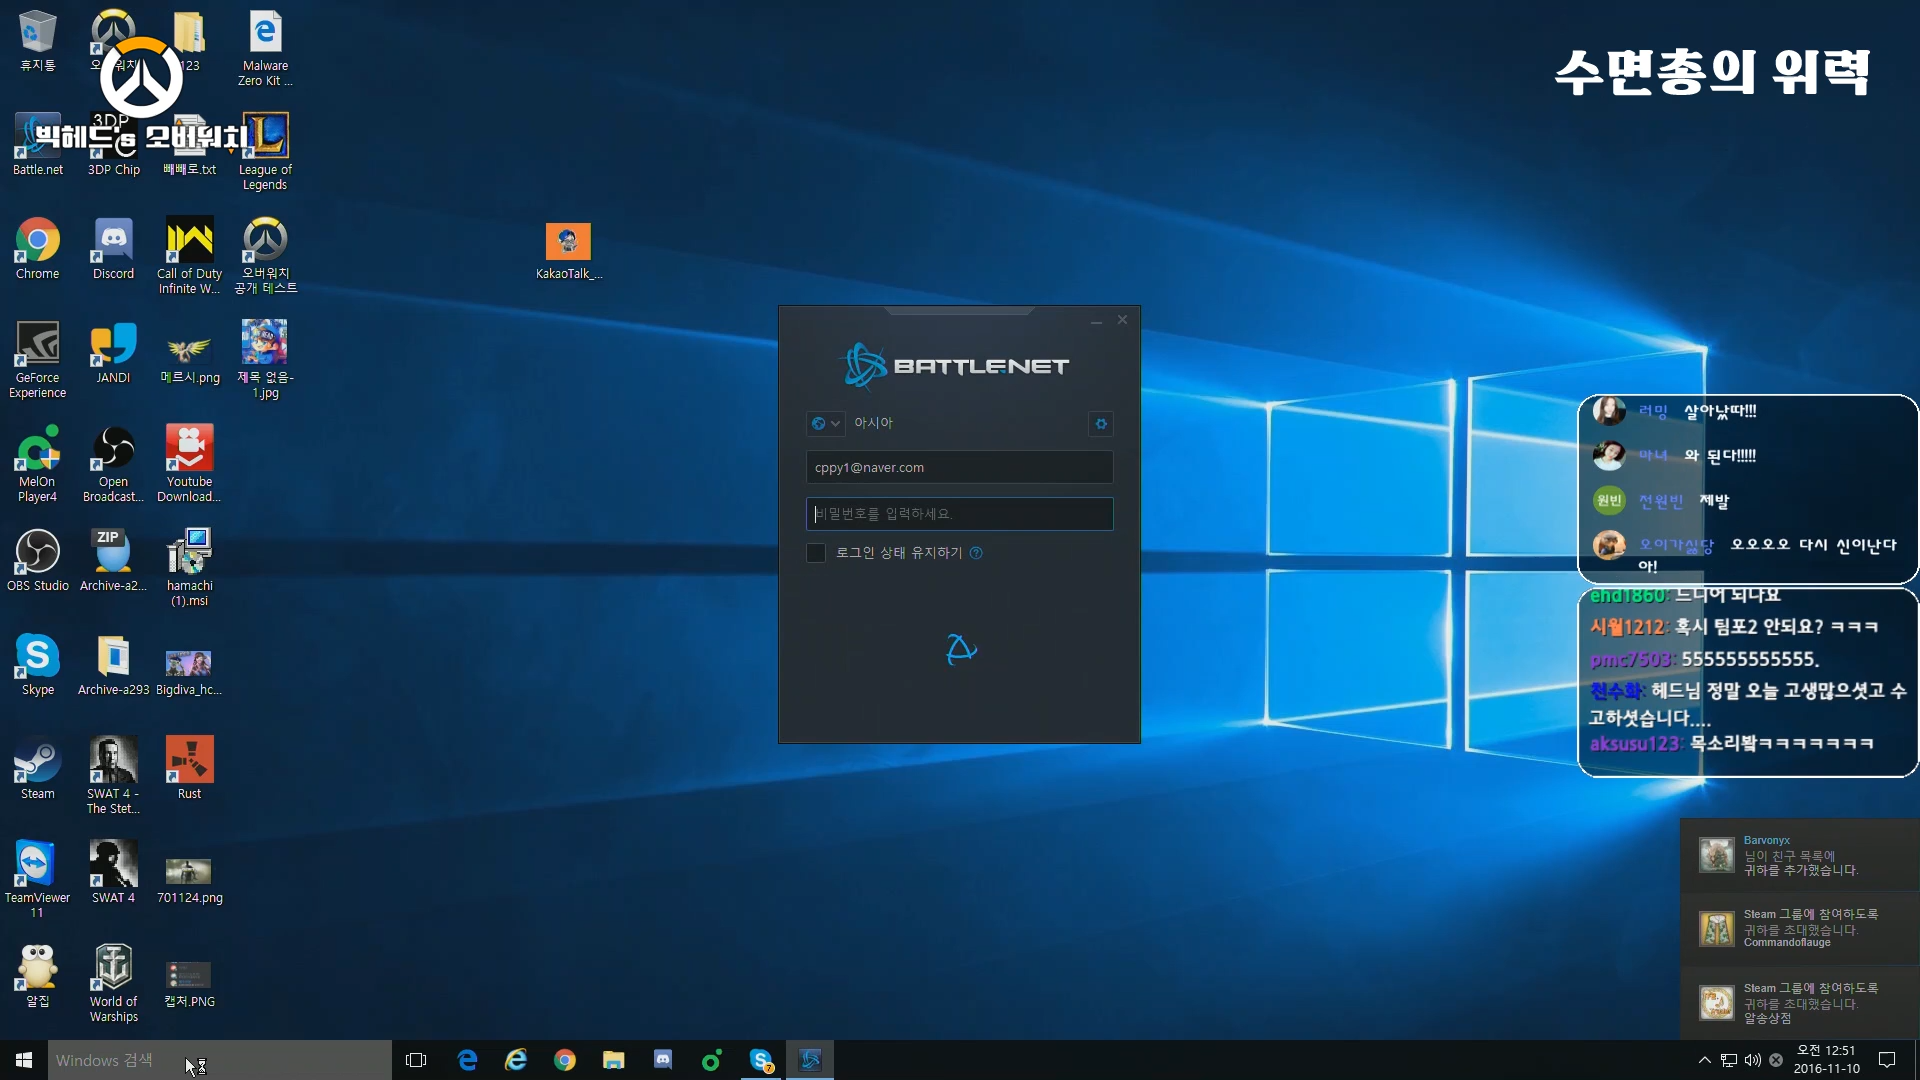 휴지통
123
Malware
Zero Kit ...
수면총의 위력
빅헤드's 오버워치
Battle.net
3DP Chip
빼빼로.txt
League of
Legends
Chrome
Discord
Call of Duty
Infinite W...
오버워치
공개 테스트
KakaoTalk_...
GeForce
Experience
JANDI
메르시.png
제목 없음-
1.jpg
MelOn
Player4
Open
Broadcast...
Youtube
Download...
ZIP
OBS Studio
Archive-a2...
hamachi
(1).msi
Skype
Archive-a293
Bigdiva_hc...
Steam
SWAT 4 -
The Stet...
Rust
TeamViewer
11
SWAT 4
701124.png
알집
World of
Warships
캡처.PNG
BATTLE.NET
아시아
cppy1@naver.com
비밀번호를 입력하세요.
로그인 상태 유지하기
러밍 살아났따!!!
마녀 와 된다!!!!!
원빈 전원빈 제발
오이가싫당 오오오오 다시 신이난다
아!
ehd1860: 드디어 되나요
시월1212: 혹시 팀포2 안되요? ㅋㅋㅋ
pmc7503: 555555555555.
천수화: 헤드님 정말 오늘 고생많으셧고 수
고하셧습니다....
aksusu123: 목소리봨ㅋㅋㅋㅋㅋㅋㅋ
Barvonyx
님이 친구 목록에
귀하를 추가했습니다.
Steam 그룹에 참여하도록
귀하를 초대했습니다.
Commandoflauge
Steam 그룹에 참여하도록
귀하를 초대했습니다.
알송상점
Windows 검색
7
오전 12:51
2016-11-10